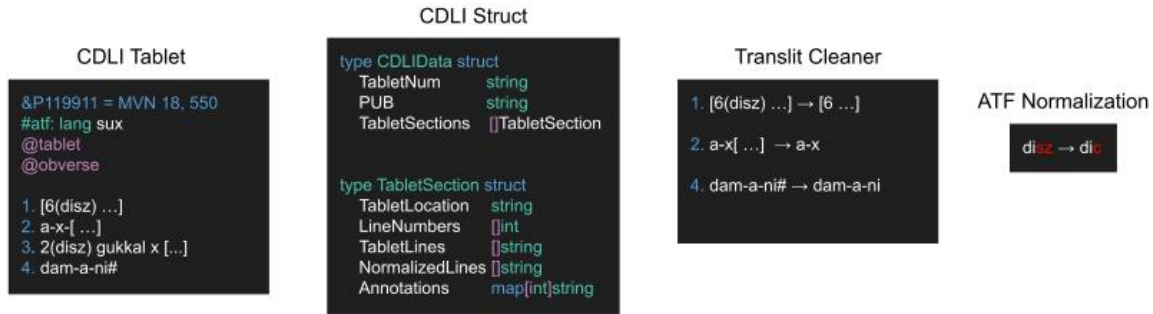 CDLI Tablet
&P119911 = MVN 18, 550
#atf: lang sux
@tablet
@obverse
1. [6(disz) …]
2. a-x-[ …]
3. 2(disz) gukkal x [...]
4. dam-a-ni#
CDLI Struct
type CDLIData struct
TabletNum string
PUB string
TabletSections []TabletSection
type TabletSection struct
TabletLocation string
LineNumbers []int
TabletLines []string
NormalizedLines []string
Annotations map[int]string
Translit Cleaner
1. [6(disz) …] → [6 …]
2. a-x[ …] → a-x
4. dam-a-ni# → dam-a-ni
ATF Normalization
disz → dic